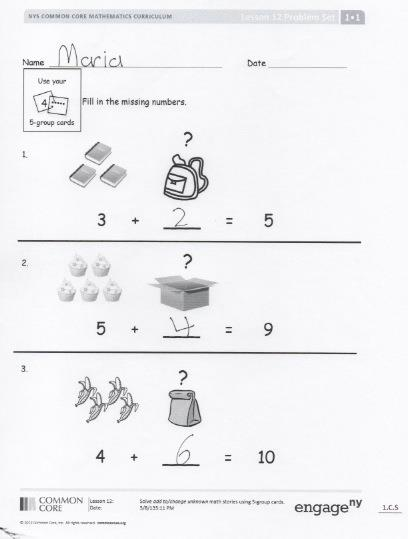 NYS COMMON CORE MATHEMATICS CURRICULUM Lesson 12 Problem Set 1•1
Name Maria Date
Use your
4
5-group cards
Fill in the missing numbers.
1.
?
3 + 2 = 5
2.
?
5 + 4 = 9
3.
?
4 + 6 = 10
COMMON CORE
Lesson 12: Solve add to/change unknown math stories using 5-group cards.
Date: 5/8/13 5:11 PM
engageny
1.C.5
© 2013 Common Core, Inc. All rights reserved. commoncore.org